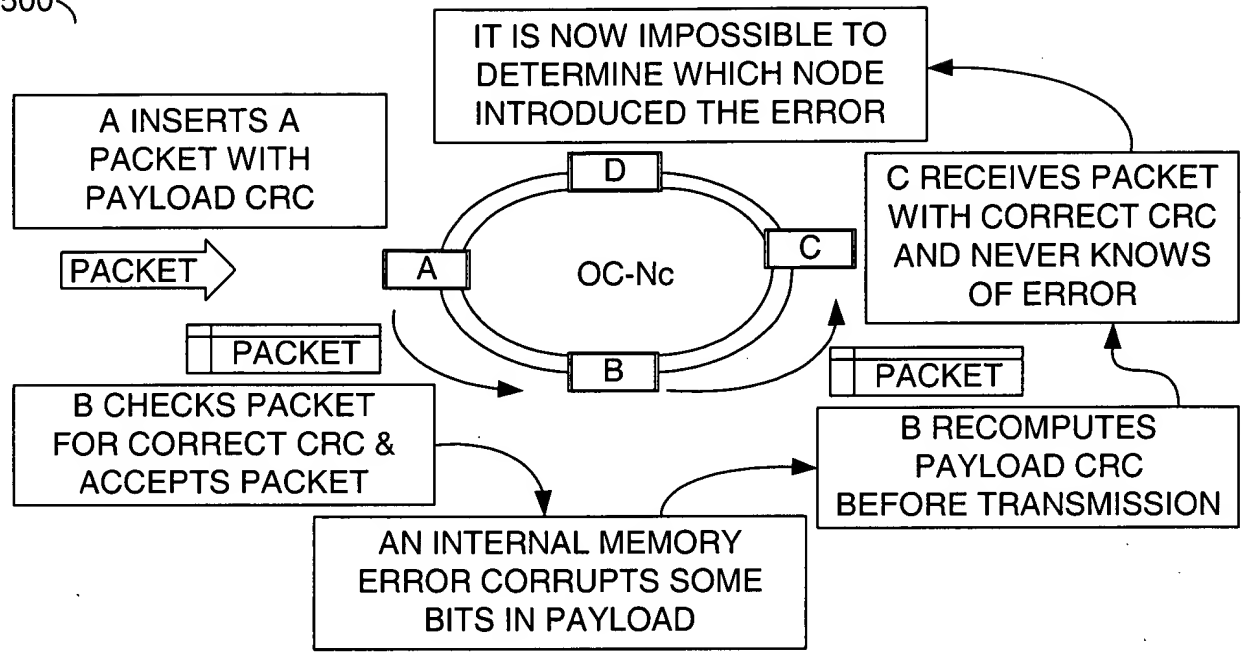 500
IT IS NOW IMPOSSIBLE TO
DETERMINE WHICH NODE
INTRODUCED THE ERROR
A INSERTS A
PACKET WITH
PAYLOAD CRC
D
C RECEIVES PACKET
WITH CORRECT CRC
AND NEVER KNOWS
OF ERROR
PACKET
A
OC-Nc
C
PACKET
B
PACKET
B CHECKS PACKET
FOR CORRECT CRC &
ACCEPTS PACKET
B RECOMPUTES
PAYLOAD CRC
BEFORE TRANSMISSION
AN INTERNAL MEMORY
ERROR CORRUPTS SOME
BITS IN PAYLOAD